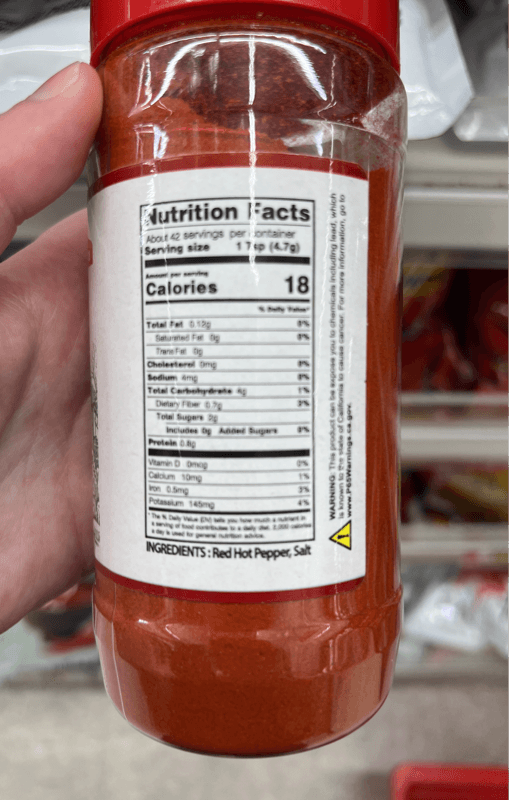 Nutrition Facts
About 42 servings per container
Serving size 1 Tsp (4.7g)
Amount per serving
Calories 18
% Daily Value*
Total Fat 0.12g 0%
Saturated Fat 0g 0%
Trans Fat 0g
Cholesterol 0mg 0%
Sodium 4mg 0%
Total Carbohydrate 4g 1%
Dietary Fiber 0.7g 3%
Total Sugars 2g
Includes 0g Added Sugars 0%
Protein 0.8g
Vitamin D 0mcg 0%
Calcium 10mg 1%
Iron 0.5mg 3%
Potassium 145mg 4%
*The % Daily Value (DV) tells you how much a nutrient in
a serving of food contributes to a daily diet. 2,000 calories
a day is used for general nutrition advice.
INGREDIENTS : Red Hot Pepper, Salt
WARNING: This product can be expose you to chemicals including lead, which
is known to the state of California to cause cancer. For more information, go to
www.P65Warnings.ca.gov.